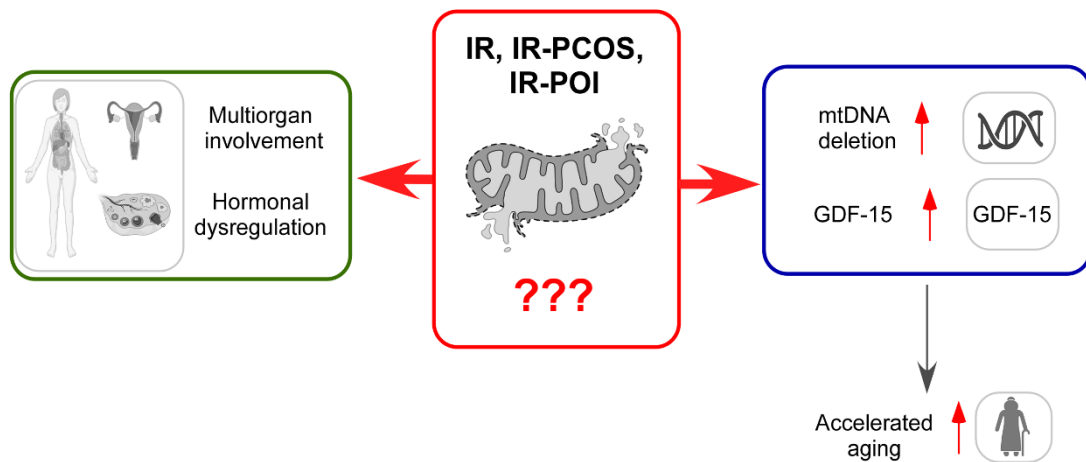 IR, IR-PCOS,
IR-POI
???
Multiorgan
involvement
Hormonal
dysregulation
mtDNA
deletion
GDF-15
GDF-15
Accelerated
aging